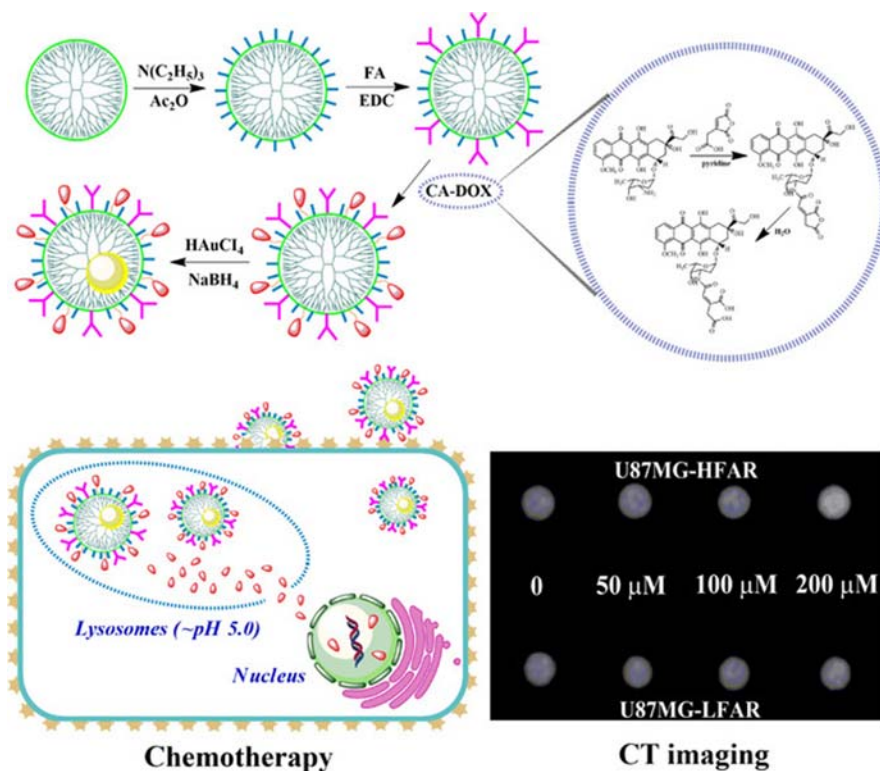 N(C₂H₅)₃
Ac₂O
FA
EDC
CA-DOX
pyridine
H₂O
HAuCl₄
NaBH₄
Lysosomes (~pH 5.0)
Nucleus
Chemotherapy
U87MG-HFAR
0 50 µM 100 µM 200 µM
U87MG-LFAR
CT imaging